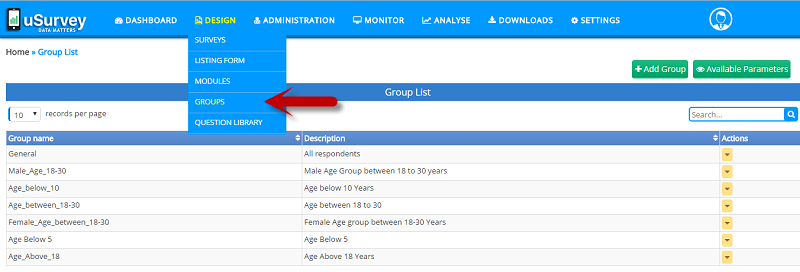 uSurvey
DATA MATTERS
DASHBOARD DESIGN ADMINISTRATION MONITOR ANALYSE DOWNLOADS SETTINGS
SURVEYS
LISTING FORM
MODULES
GROUPS
QUESTION LIBRARY
Home » Group List
+ Add Group Available Parameters
Group List
10 records per page Search...
Group name Description Actions
General All respondents
Male_Age_18-30 Male Age Group between 18 to 30 years
Age_below_10 Age below 10 Years
Age_between_18-30 Age between 18 to 30
Female_Age_between_18-30 Female Age group between 18-30 Years
Age Below 5 Age Below 5
Age_Above_18 Age Above 18 Years